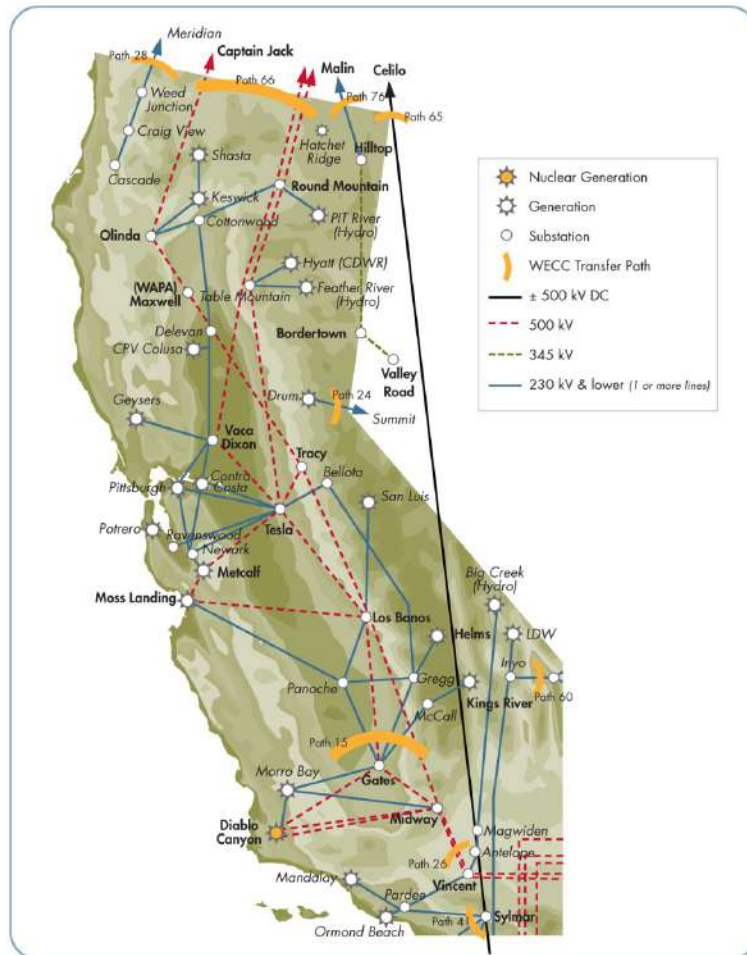 Meridian
Path 28
Captain Jack
Path 66
Malin
Celilo
Path 76
Path 65
Weed
Junction
Craig View
Cascade
Hatchet
Ridge
Hilltop
Shasta
Keswick
Round Mountain
Cottonwood
PIT River
(Hydro)
Olinda
Hyatt (CDWR)
(WAPA)
Maxwell
Table Mountain
Feather River
(Hydro)
Delevan
CPV Colusa
Bordertown
Valley
Road
Geysers
Drum
Path 24
Summit
Vaca
Dixon
Tracy
Bellota
Pittsburgh
Contra
Costa
San Luis
Potrero
Ravenswood
Newark
Tesla
Metcalf
Moss Landing
Big Creek
(Hydro)
Los Banos
Helms
LDW
Panoche
Gregg
Inyo
Kings River
Path 60
McCall
Path 15
Gates
Morro Bay
Diablo
Canyon
Midway
Magwiden
Antelope
Path 26
Vincent
Mandalay
Pardee
Path 41
Sylmar
Ormond Beach
Nuclear Generation
Generation
Substation
WECC Transfer Path
± 500 kV DC
500 kV
345 kV
230 kV & lower (1 or more lines)